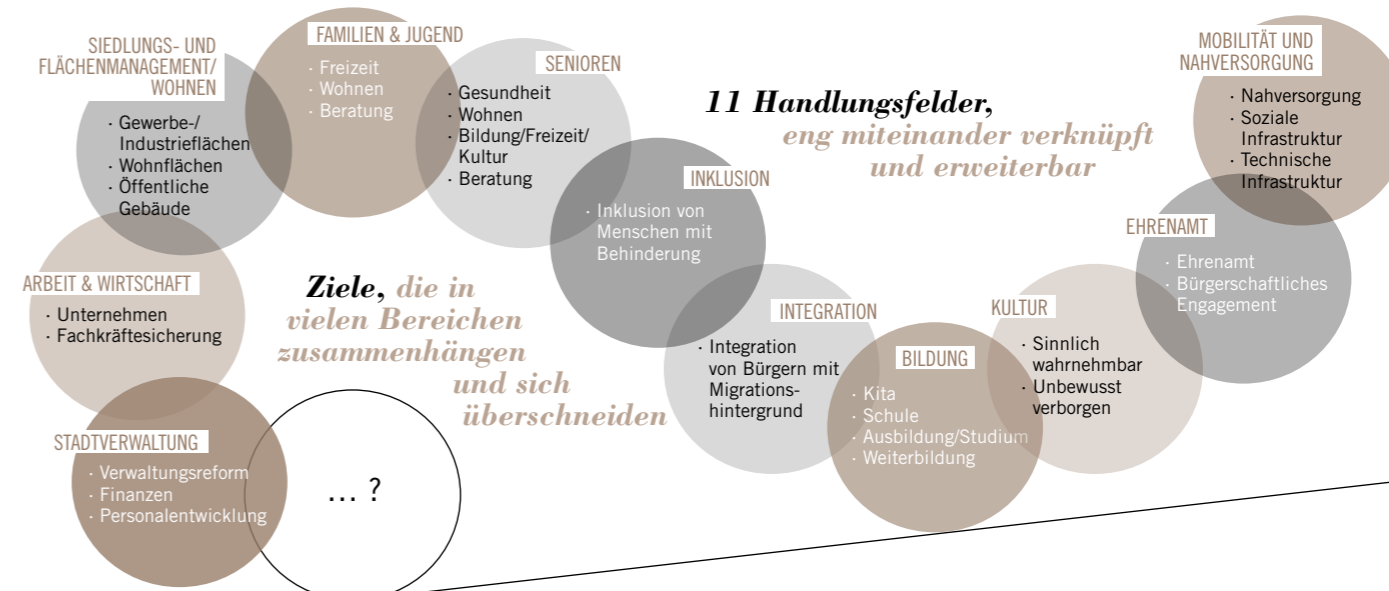 SIEDLUNGS- UND
FLÄCHENMANAGEMENT/
WOHNEN
· Gewerbe-/
Industrieflächen
· Wohnflächen
· Öffentliche
Gebäude
FAMILIEN & JUGEND
· Freizeit
· Wohnen
· Beratung
SENIOREN
· Gesundheit
· Wohnen
· Bildung/Freizeit/
Kultur
· Beratung
11 Handlungsfelder,
eng miteinander verknüpft
und erweiterbar
MOBILITÄT UND
NAHVERSORGUNG
· Nahversorgung
· Soziale
Infrastruktur
· Technische
Infrastruktur
INKLUSION
· Inklusion von
Menschen mit
Behinderung
EHRENAMT
· Ehrenamt
· Bürgerschaftliches
Engagement
ARBEIT & WIRTSCHAFT
· Unternehmen
· Fachkräftesicherung
Ziele, die in
vielen Bereichen
zusammenhängen
und sich
überschneiden
INTEGRATION
· Integration
von Bürgern mit
Migrations-
hintergrund
BILDUNG
· Kita
· Schule
· Ausbildung/Studium
· Weiterbildung
KULTUR
· Sinnlich
wahrnehmbar
· Unbewusst
verborgen
STADTVERWALTUNG
· Verwaltungsreform
· Finanzen
· Personalentwicklung
... ?